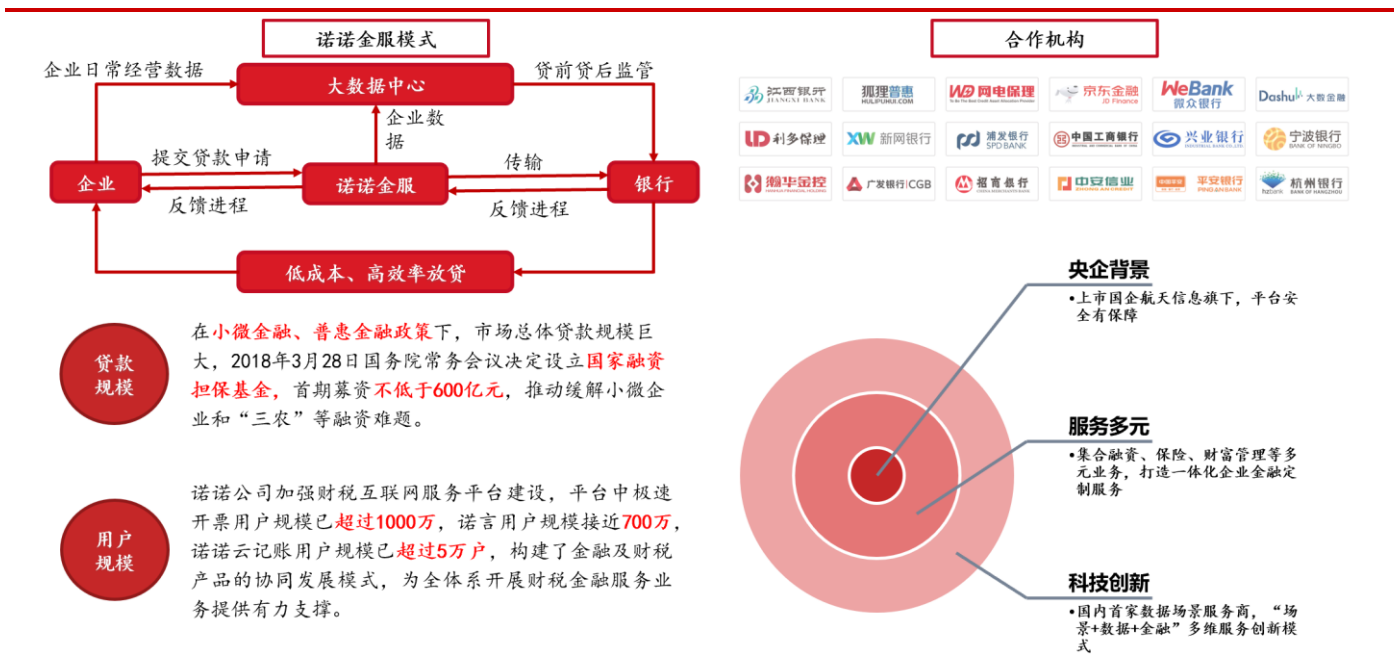 诺诺金服模式
企业日常经营数据
大数据中心
贷前贷后监管
企业数
据
提交贷款申请
传输
企业
诺诺金服
银行
反馈进程
反馈进程
低成本、高效率放贷
贷款
规模
在小微金融、普惠金融政策下，市场总体贷款规模巨
大，2018年3月28日国务院常务会议决定设立国家融资
担保基金，首期募资不低于600亿元，推动缓解小微企
业和“三农”等融资难题。
用户
规模
诺诺公司加强财税互联网服务平台建设，平台中极速
开票用户规模已超过1000万，诺言用户规模接近700万，
诺诺云记账用户规模已超过5万户，构建了金融及财税
产品的协同发展模式，为全体系开展财税金融服务业
务提供有力支撑。
合作机构
江西银行
JIANGXI BANK
狐狸普惠
HULIPUHUI.COM
网电保理
京东金融
JD Finance
WeBank
微众银行
Dashu 大数金融
LD 利多保理
XW 新网银行
浦发银行
SPD BANK
中国工商银行
兴业银行
INDUSTRIAL BANK CO.,LTD.
宁波银行
BANK OF NINGBO
瀚华金控
HANHUA FINANCIAL HOLDING
广发银行|CGB
招商银行
CHINA MERCHANTS BANK
中安信业
中国平安
平安银行
PINGAN BANK
hzbank
杭州银行
BANK OF HANGZHOU
央企背景
•上市国企航天信息旗下，平台安
全有保障
服务多元
•集合融资、保险、财富管理等多
元业务，打造一体化企业金融定
制服务
科技创新
•国内首家数据场景服务商，“场
景+数据+金融”多维服务创新模
式